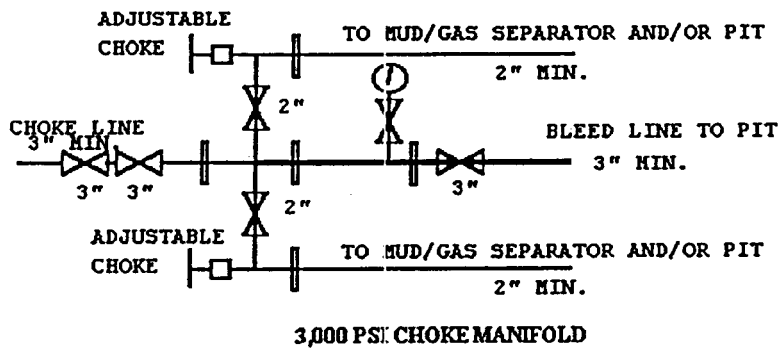 ADJUSTABLE
CHOKE
TO MUD/GAS SEPARATOR AND/OR PIT
2" MIN.
2"
CHOKE LINE
3" MIN
3"
3"
BLEED LINE TO PIT
3" MIN.
3"
2"
ADJUSTABLE
CHOKE
TO MUD/GAS SEPARATOR AND/OR PIT
2" MIN.
3,000 PSI CHOKE MANIFOLD